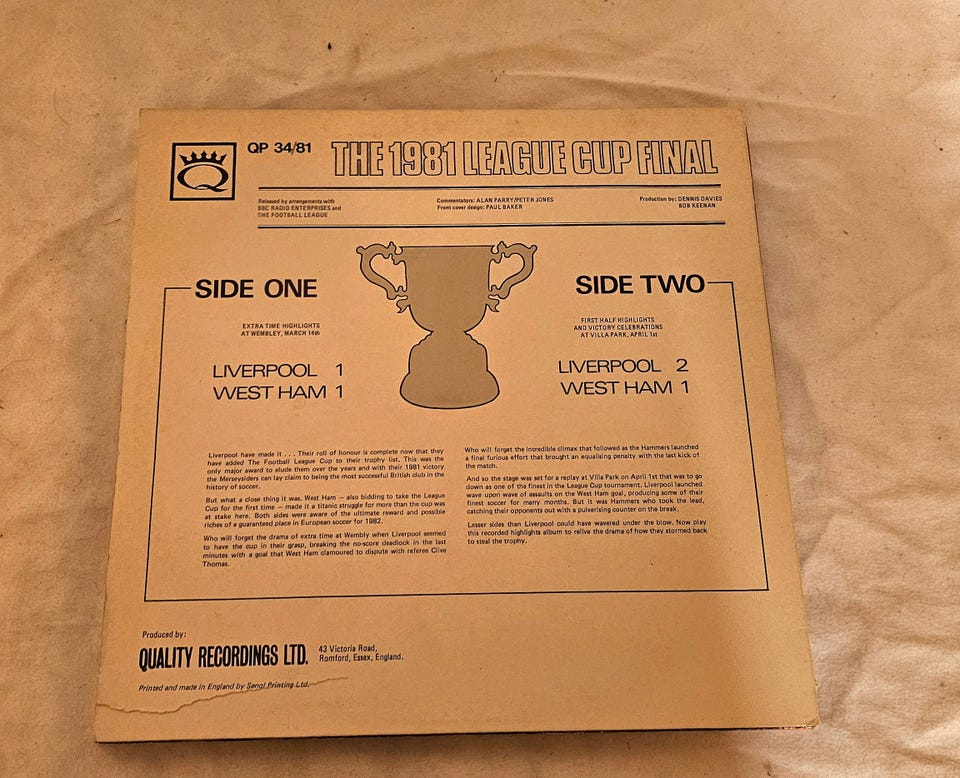 Q
QP 34/81
THE 1981 LEAGUE CUP FINAL
Released by arrangements with
BBC RADIO ENTERPRISES and
THE FOOTBALL LEAGUE
Commentators: ALAN PARRY/PETER JONES
Front cover design: PAUL BAKER
Production by: DENNIS DAVIES
BOB KEENAN
SIDE ONE
EXTRA TIME HIGHLIGHTS
AT WEMBLEY, MARCH 14th
LIVERPOOL 1
WEST HAM 1
SIDE TWO
FIRST HALF HIGHLIGHTS
AND VICTORY CELEBRATIONS
AT VILLA PARK, APRIL 1st
LIVERPOOL 2
WEST HAM 1
Liverpool have made it . . . Their roll of honour is complete now that they
have added The Football League Cup to their trophy list. This was the
only major award to elude them over the years and with their 1981 victory
the Merseysiders can lay claim to being the most successful British club in the
history of soccer.
But what a close thing it was. West Ham — also bidding to take the League
Cup for the first time — made it a titanic struggle for more than the cup was
at stake here. Both sides were aware of the ultimate reward and possible
riches of a guaranteed place in European soccer for 1982.
Who will forget the drama of extra time at Wembly when Liverpool seemed
to have the cup in their grasp, breaking the no-score deadlock in the last
minutes with a goal that West Ham clamoured to dispute with referee Clive
Thomas.
Who will forget the incredible climax that followed as the Hammers launched
a final furious effort that brought an equalising penalty with the last kick of
the match.
And so the stage was set for a replay at Villa Park on April 1st that was to go
down as one of the finest in the League Cup tournament. Liverpool launched
wave upon wave of assaults on the West Ham goal, producing some of their
finest soccer for many months. But it was Hammers who took the lead,
catching their opponents out with a pulverising counter on the break.
Lesser sides than Liverpool could have wavered under the blow. Now play
this recorded highlights album to relive the drama of how they stormed back
to steal the trophy.
Produced by:
QUALITY RECORDINGS LTD.
43 Victoria Road,
Romford, Essex, England.
Printed and made in England by Senol Printing Ltd.